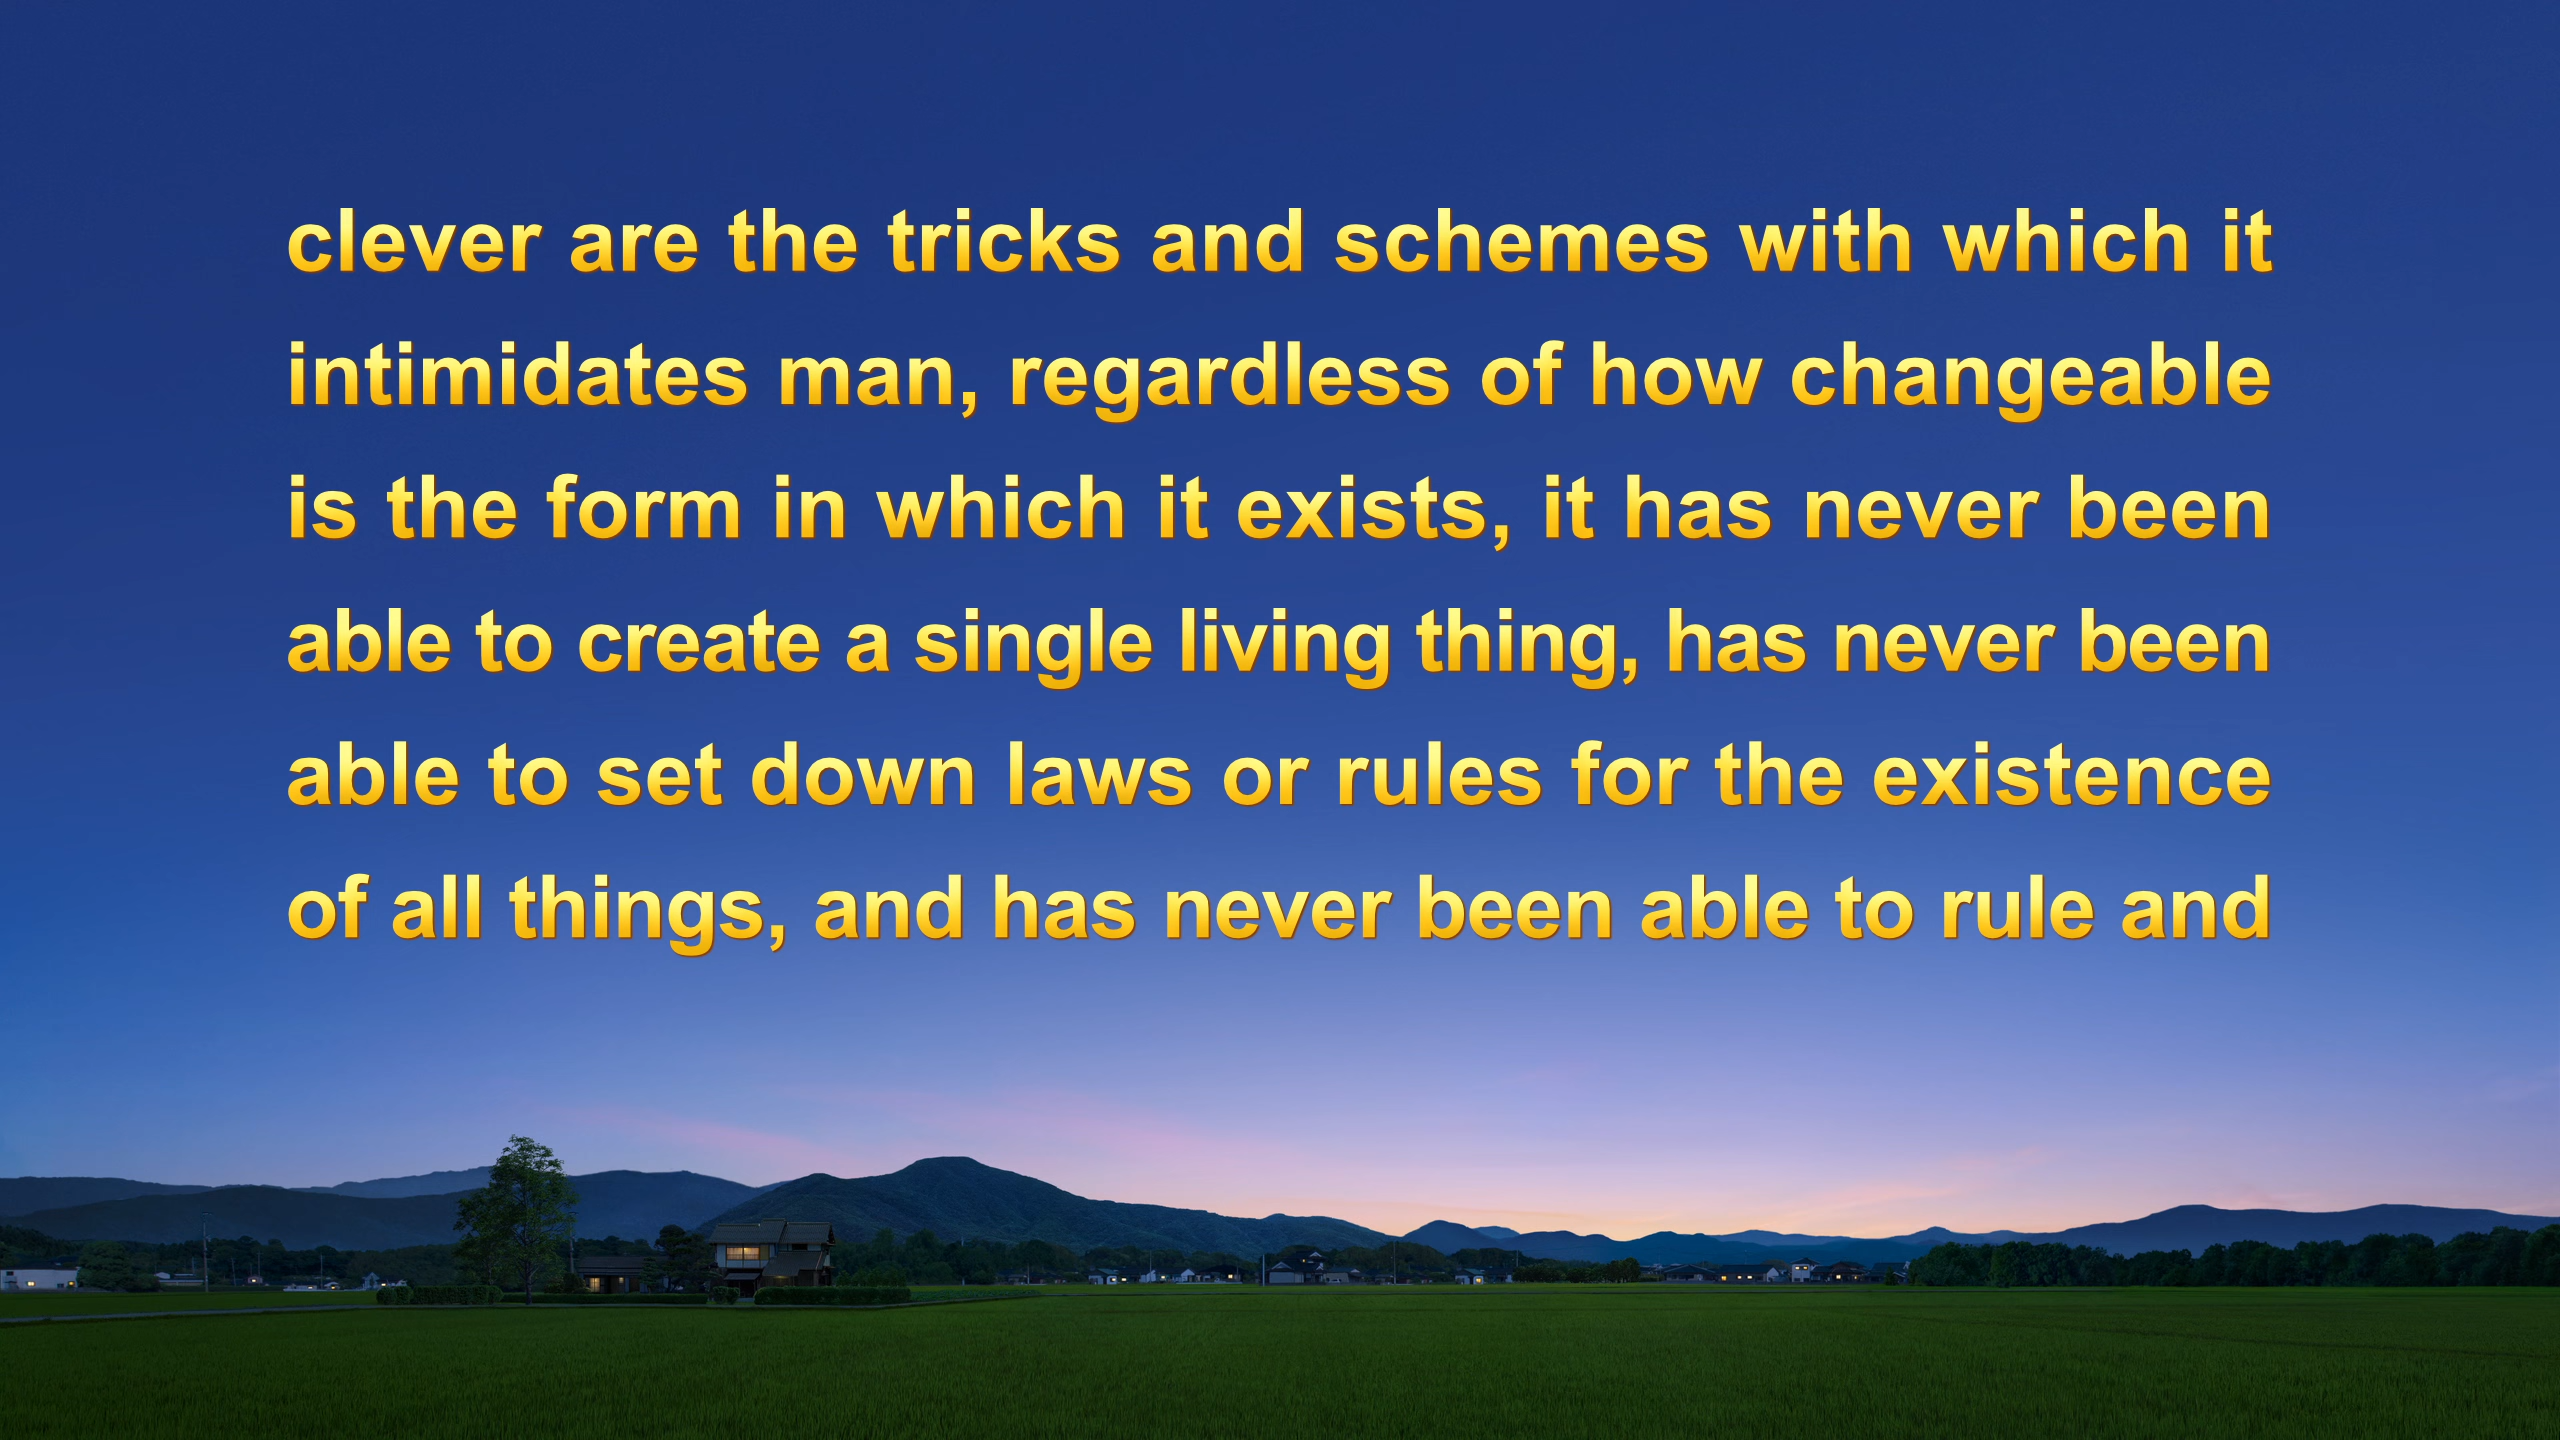 clever are the tricks and schemes with which it
intimidates man, regardless of how changeable
is the form in which it exists, it has never been
able to create a single living thing, has never been
able to set down laws or rules for the existence
of all things, and has never been able to rule and